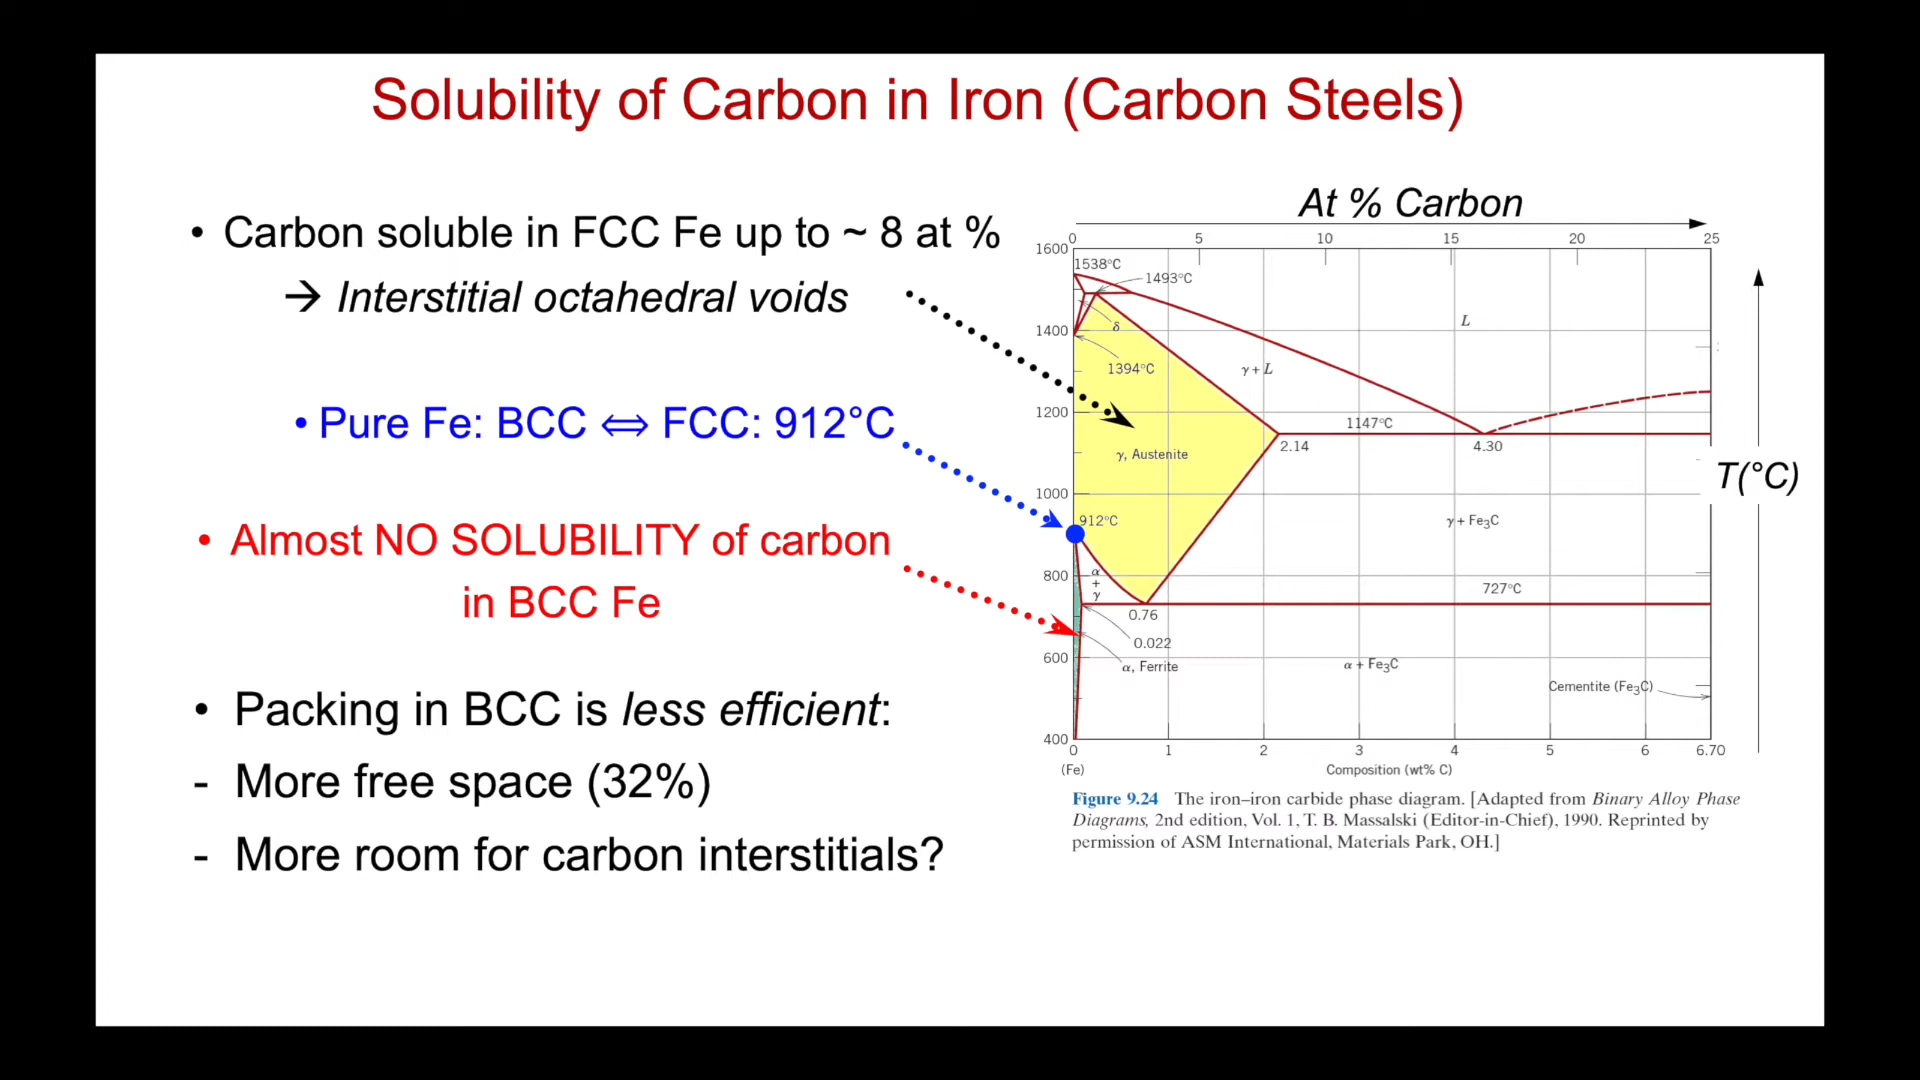 Solubility of Carbon in Iron (Carbon Steels)
• Carbon soluble in FCC Fe up to ~ 8 at %
→ Interstitial octahedral voids
• Pure Fe: BCC ⇔ FCC: 912°C
• Almost NO SOLUBILITY of carbon
in BCC Fe
• Packing in BCC is less efficient:
- More free space (32%)
- More room for carbon interstitials?
At % Carbon
0 5 10 15 20 25
1600
1538°C
1493°C
δ
L
1400
1394°C
γ + L
1200
1147°C
2.14
4.30
γ, Austenite
T(°C)
1000
912°C
γ + Fe₃C
800
α
+
γ
727°C
0.76
0.022
600
α, Ferrite
α + Fe₃C
Cementite (Fe₃C)
400
0 1 2 3 4 5 6 6.70
(Fe)
Composition (wt% C)
Figure 9.24 The iron–iron carbide phase diagram. [Adapted from Binary Alloy Phase
Diagrams, 2nd edition, Vol. 1, T. B. Massalski (Editor-in-Chief), 1990. Reprinted by
permission of ASM International, Materials Park, OH.]